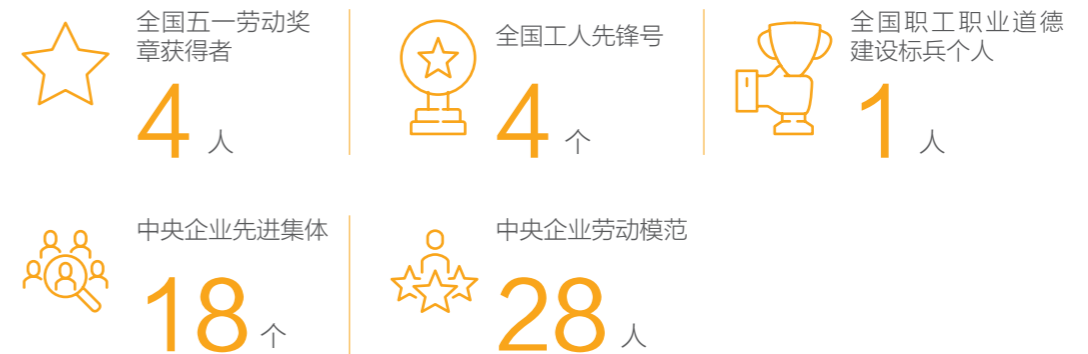 全国五一劳动奖
章获得者
4 人
全国工人先锋号
4 个
全国职工职业道德
建设标兵个人
1 人
中央企业先进集体
18 个
中央企业劳动模范
28 人